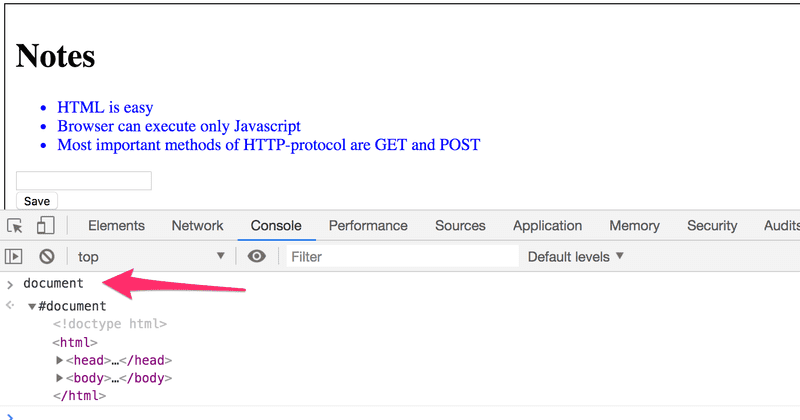 Notes
HTML is easy
Browser can execute only Javascript
Most important methods of HTTP-protocol are GET and POST
Save
Elements Network Console Performance Sources Application Memory Security Audits
top Filter Default levels
document
#document
<!doctype html>
<html>
<head>…</head>
<body>…</body>
</html>